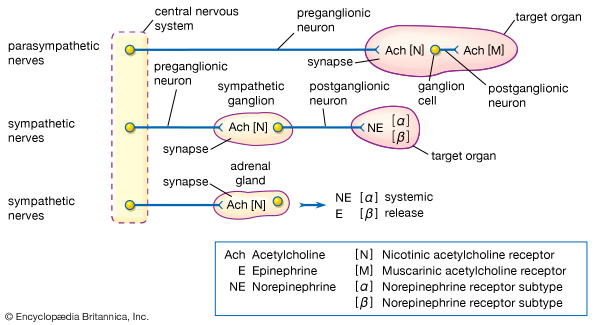 central nervous
system
preganglionic
neuron
target organ
parasympathetic
nerves
Ach [N]
Ach [M]
synapse
ganglion
cell
postganglionic
neuron
preganglionic
neuron
sympathetic
ganglion
postganglionic
neuron
sympathetic
nerves
Ach [N]
NE [α]
[β]
synapse
target organ
adrenal
gland
synapse
sympathetic
nerves
Ach [N]
NE [α] systemic
E [β] release
Ach Acetylcholine [N] Nicotinic acetylcholine receptor
E Epinephrine [M] Muscarinic acetylcholine receptor
NE Norepinephrine [α] Norepinephrine receptor subtype
[β] Norepinephrine receptor subtype
© Encyclopædia Britannica, Inc.